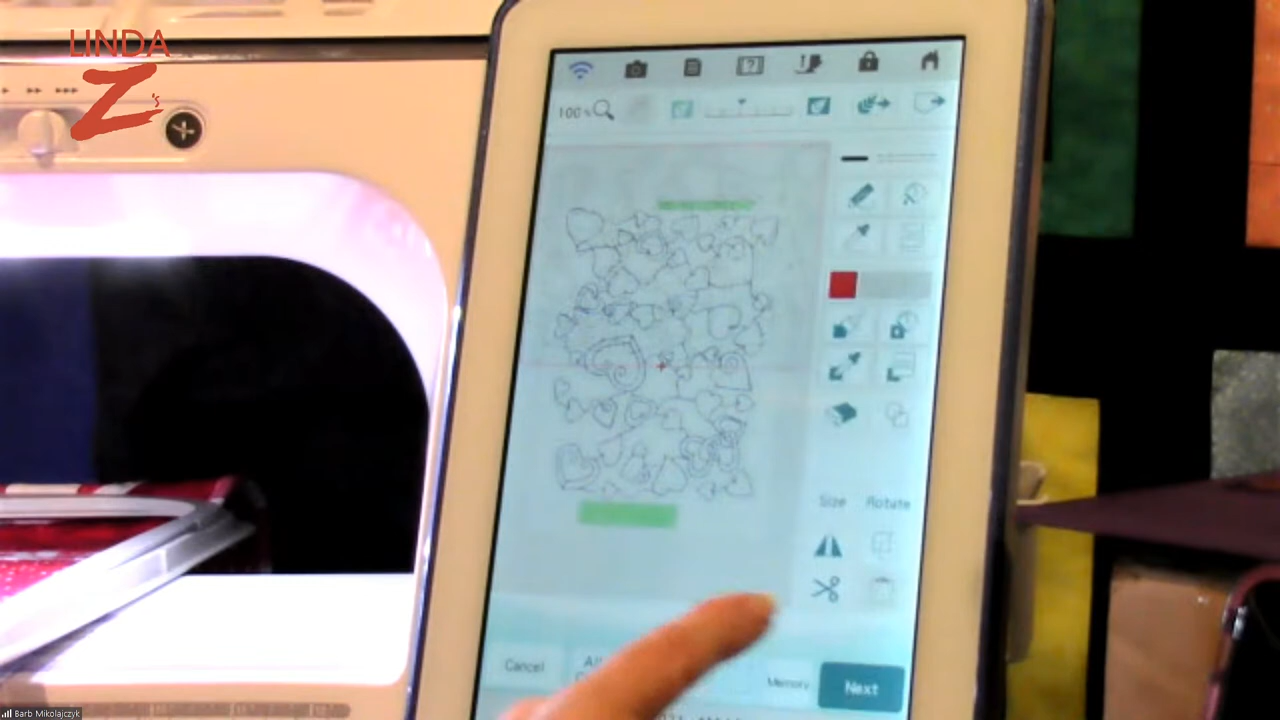 LINDA
Z's
100%
Size Rotate
Cancel
Memory
Next
Barb Mikolajczyk